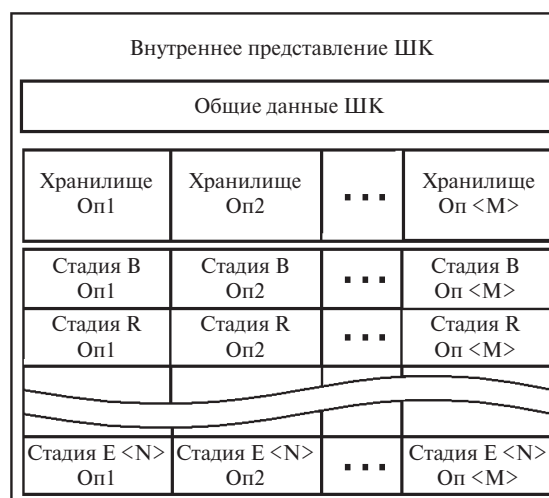 Внутреннее представление ШК
Общие данные ШК
Хранилище Хранилище ... Хранилище
Оп1 Оп2 Оп <M>
Стадия B Стадия B ... Стадия B
Оп1 Оп2 Оп <M>
Стадия R Стадия R ... Стадия R
Оп1 Оп2 Оп <M>
Стадия E <N> Стадия E <N> ... Стадия E <N>
Оп1 Оп2 Оп <M>